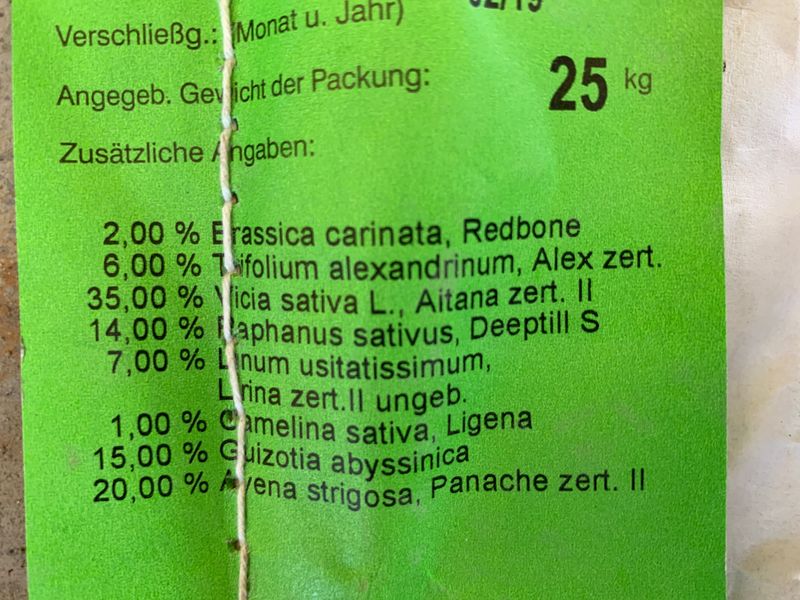 Verschließg.: (Monat u. Jahr) 02/19
Angegeb. Gewicht der Packung: 25 kg
Zusätzliche Angaben:
2,00 % Brassica carinata, Redbone
6,00 % Trifolium alexandrinum, Alex zert.
35,00 % Vicia sativa L., Aitana zert. II
14,00 % Raphanus sativus, Deeptill S
7,00 % Linum usitatissimum,
Lirina zert.II ungeb.
1,00 % Camelina sativa, Ligena
15,00 % Guizotia abyssinica
20,00 % Avena strigosa, Panache zert. II